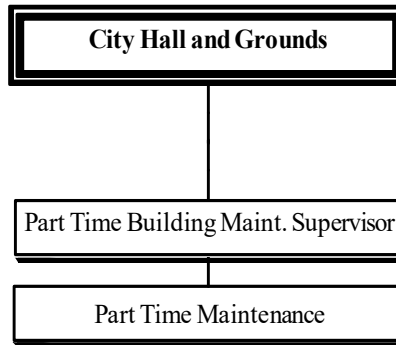 City Hall and Grounds
Part Time Building Maint. Supervisor
Part Time Maintenance